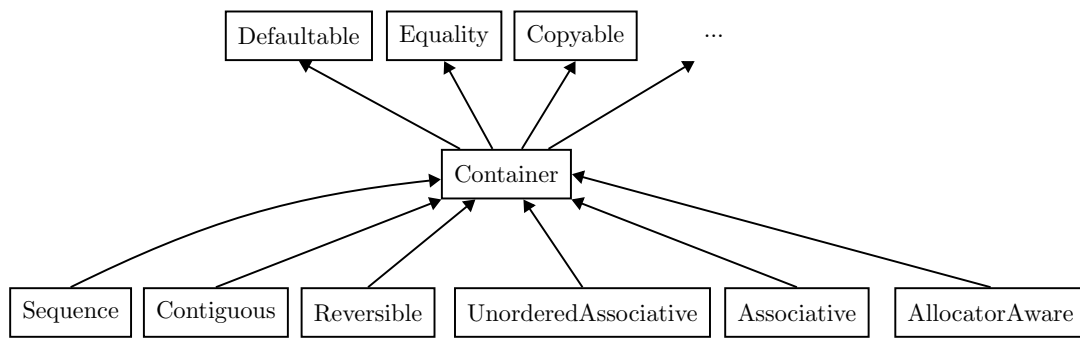 Defaultable
Equality
Copyable
...
Container
Sequence
Contiguous
Reversible
UnorderedAssociative
Associative
AllocatorAware